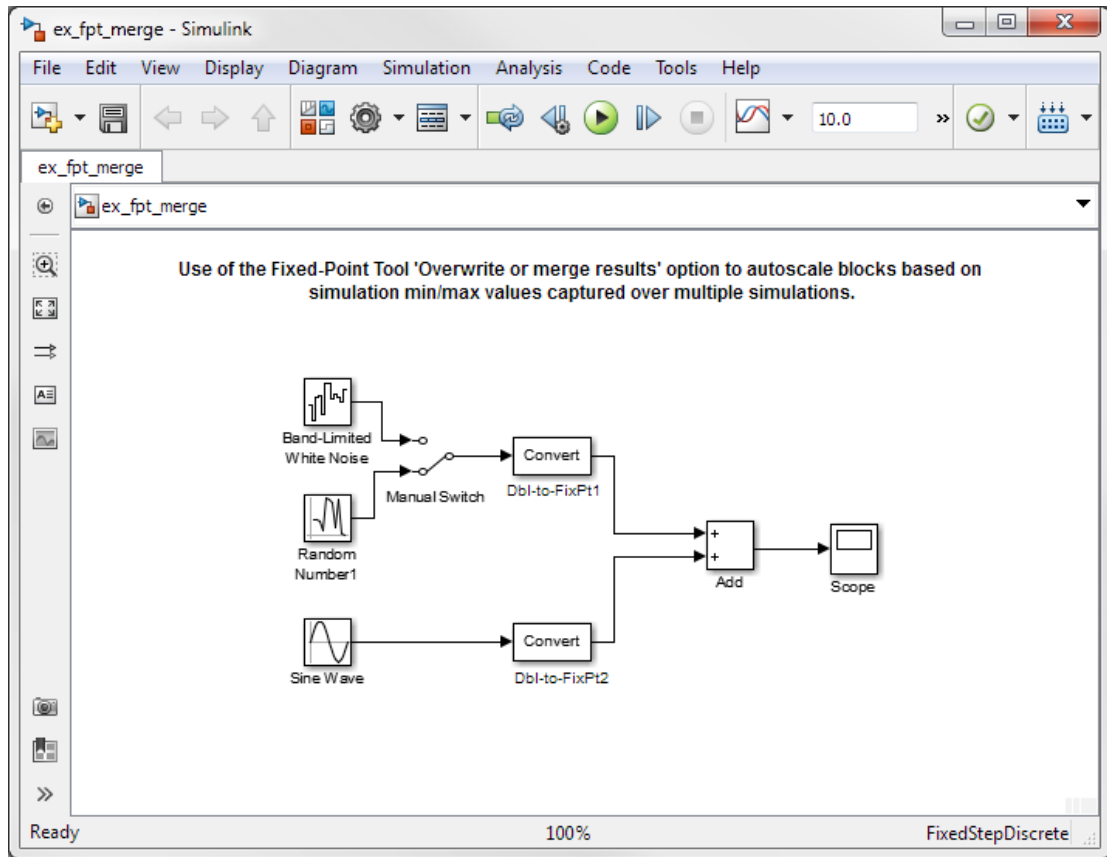 ex_fpt_merge - Simulink
File Edit View Display Diagram Simulation Analysis Code Tools Help
10.0
ex_fpt_merge
ex_fpt_merge
Use of the Fixed-Point Tool 'Overwrite or merge results' option to autoscale blocks based on
simulation min/max values captured over multiple simulations.
Band-Limited
White Noise
Convert
Manual Switch
Dbl-to-FixPt1
Random
Number1
+
+
Add
Scope
Convert
Sine Wave
Dbl-to-FixPt2
Ready 100% FixedStepDiscrete